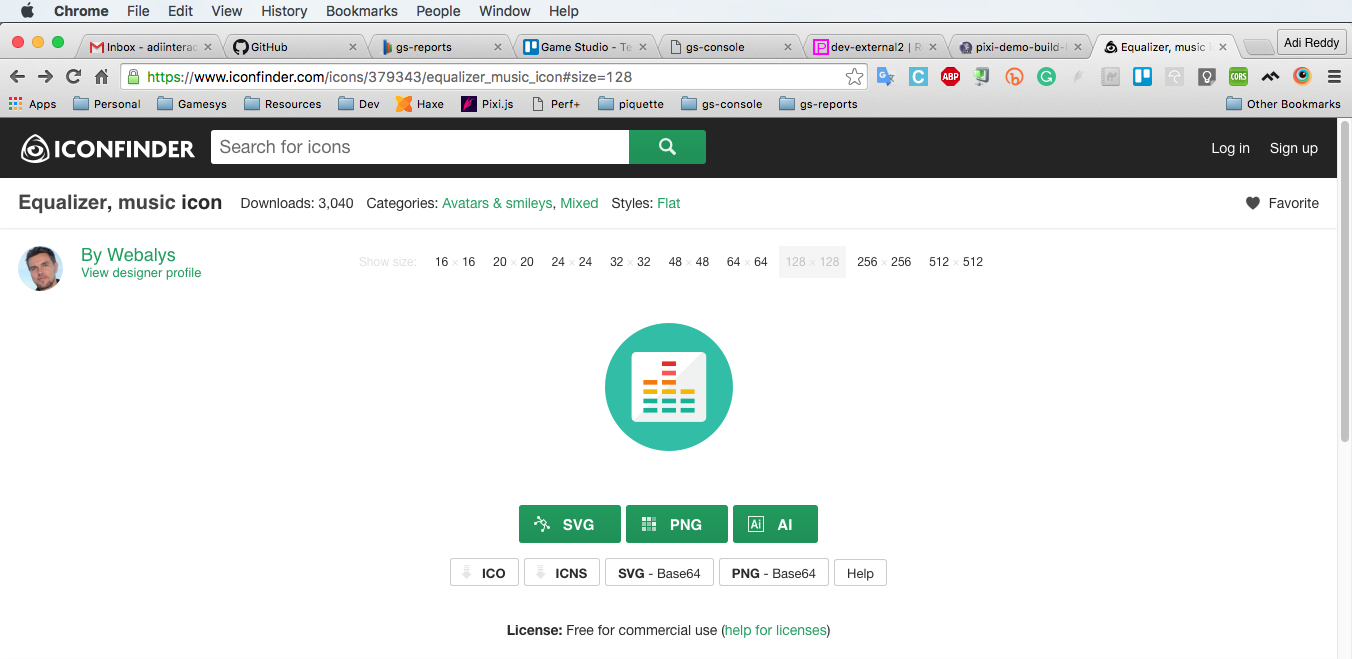 Chrome File Edit View History Bookmarks People Window Help
Inbox - adiinterac GitHub gs-reports Game Studio - Te gs-console dev-external2 | R pixi-demo-build- Equalizer, music i Adi Reddy
https://www.iconfinder.com/icons/379343/equalizer_music_icon#size=128 C ABP CORS
Apps Personal Gamesys Resources Dev Haxe Pixi.js Perf+ piquette gs-console gs-reports Other Bookmarks
ICONFINDER Search for icons Log in Sign up
Equalizer, music icon Downloads: 3,040 Categories: Avatars & smileys, Mixed Styles: Flat Favorite
By Webalys
View designer profile
Show size: 16 × 16 20 × 20 24 × 24 32 × 32 48 × 48 64 × 64 128 × 128 256 × 256 512 × 512
SVG PNG Ai AI
ICO ICNS SVG - Base64 PNG - Base64 Help
License: Free for commercial use (help for licenses)